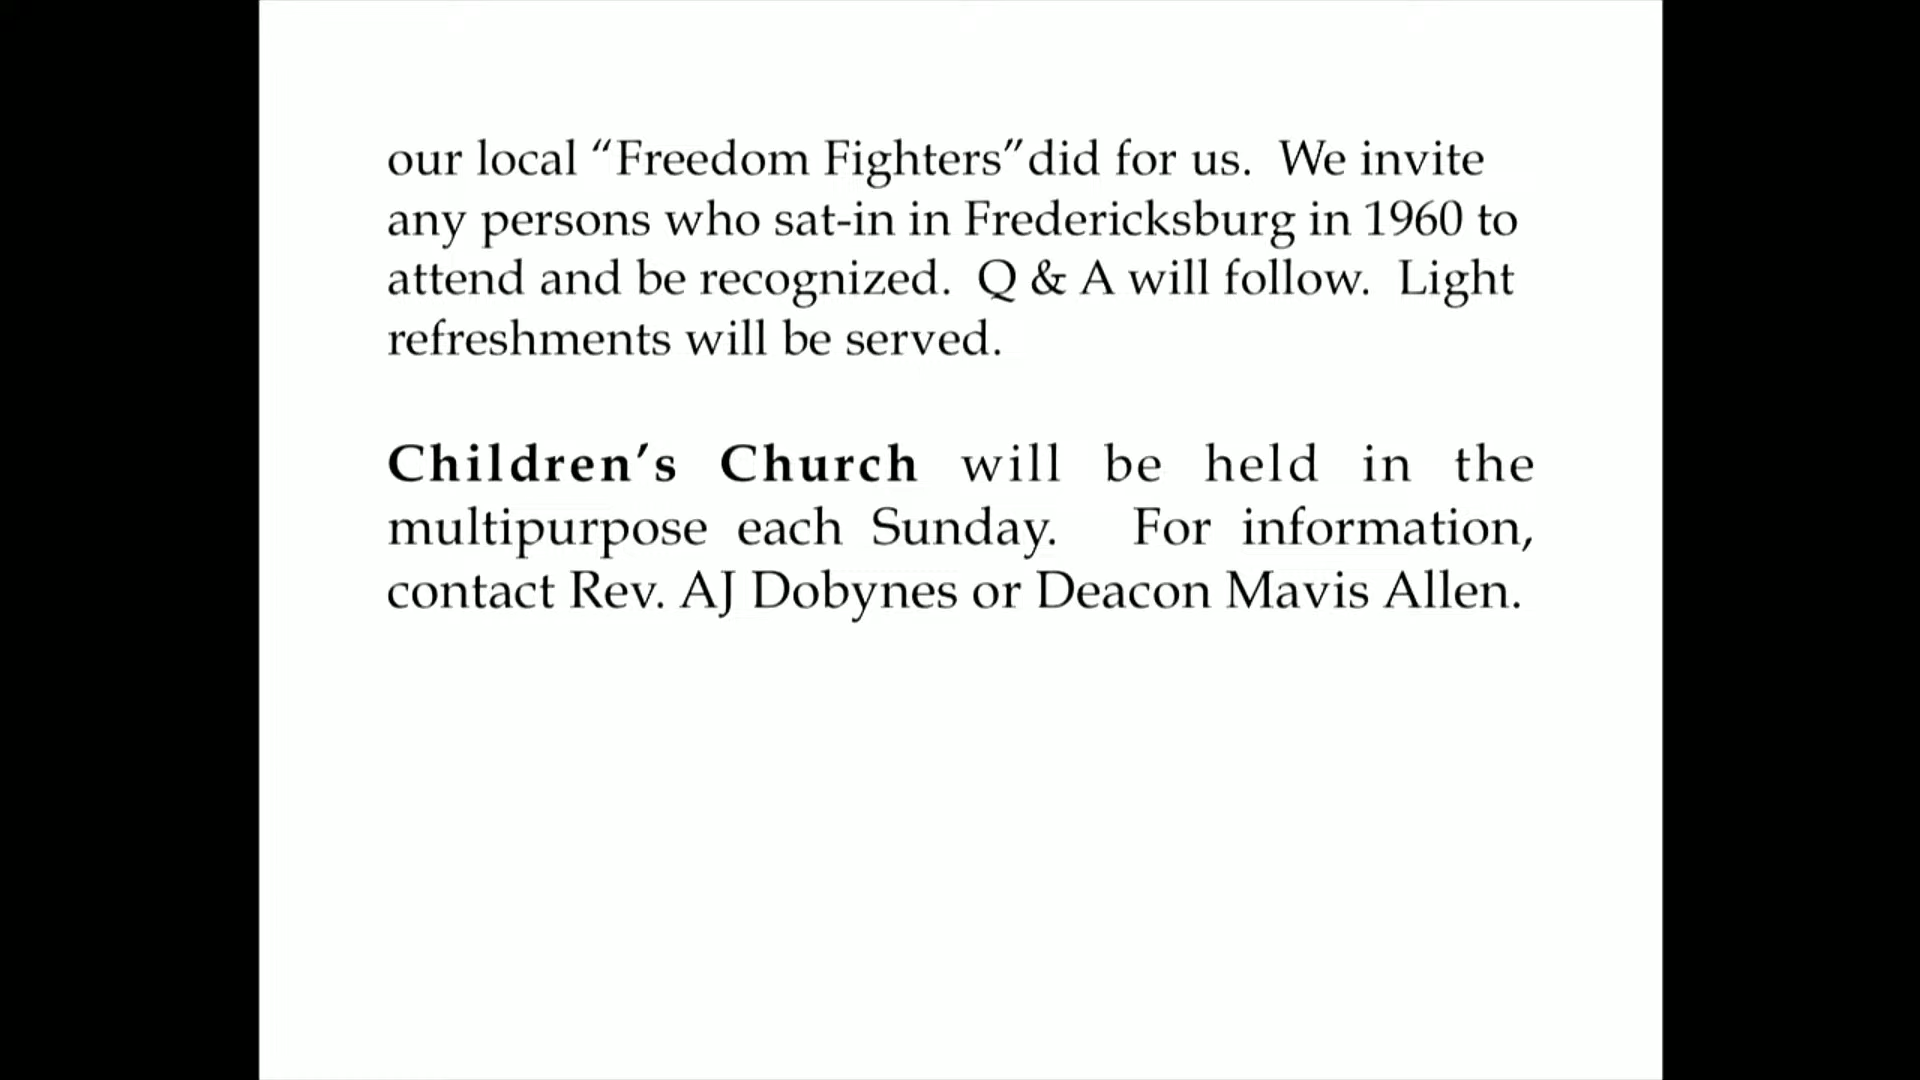 our local “Freedom Fighters”did for us.  We invite
any persons who sat-in in Fredericksburg in 1960 to
attend and be recognized.  Q & A will follow.  Light
refreshments will be served.
Children’s Church will be held in the
multipurpose each Sunday.  For information,
contact Rev. AJ Dobynes or Deacon Mavis Allen.